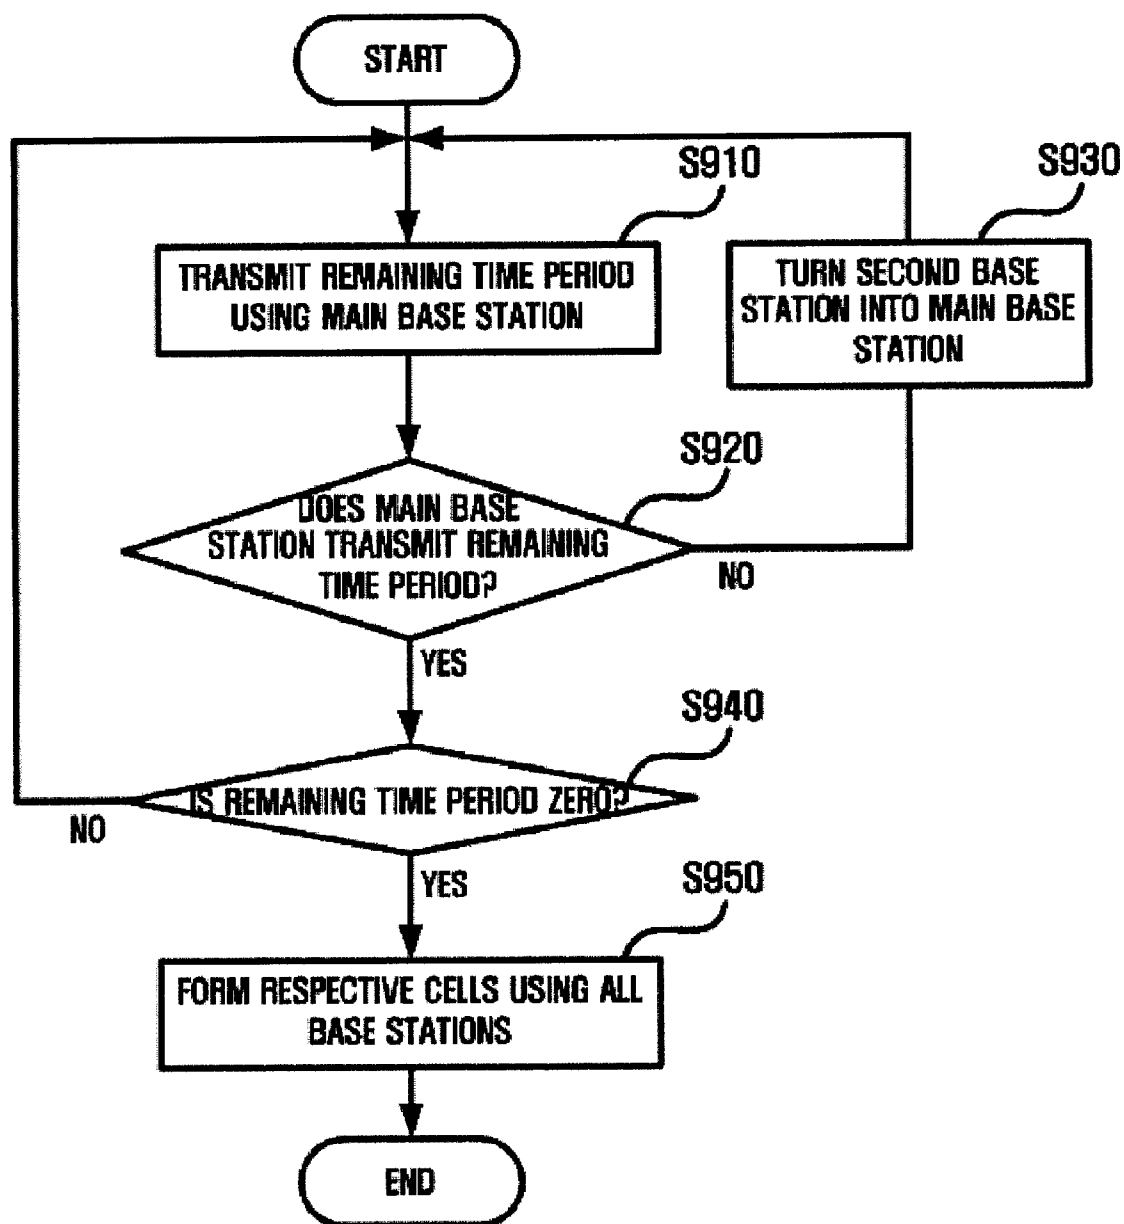 START
S910
S930
TRANSMIT REMAINING TIME PERIOD
USING MAIN BASE STATION
TURN SECOND BASE
STATION INTO MAIN BASE
STATION
S920
DOES MAIN BASE
STATION TRANSMIT REMAINING
TIME PERIOD?
NO
YES
S940
IS REMAINING TIME PERIOD ZERO?
NO
YES
S950
FORM RESPECTIVE CELLS USING ALL
BASE STATIONS
END